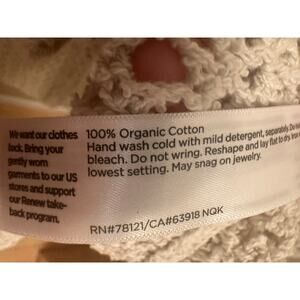 We want our clothes
back. Bring your
gently worn
garments to our US
stores and support
our Renew take-
back program.
100% Organic Cotton
Hand wash cold with mild detergent, separately. Do
bleach. Do not wring. Reshape and lay flat to dry.
lowest setting. May snag on jewelry.
RN#78121/CA#63918 NQK